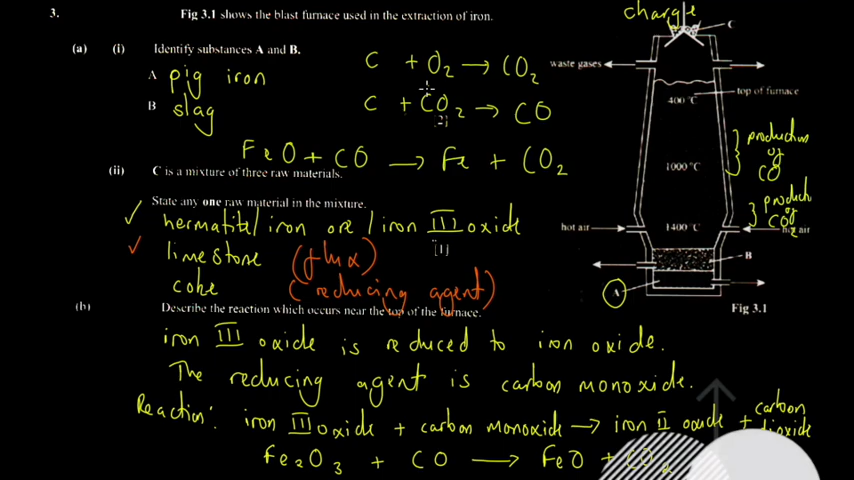 3. Fig 3.1 shows the blast furnace used in the extraction of iron.
charge
C
(a) (i) Identify substances A and B.
A pig iron
B slag
[2]
C + O2 → CO2
C + CO2 → CO
FeO + CO → Fe + CO2
waste gases
top of furnace
400 °C
1000 °C
production of CO
product of CO2
hot air
1400 °C
hot air
B
A
Fig 3.1
(ii) C is a mixture of three raw materials.
State any one raw material in the mixture.
✓ hermatite/iron ore/iron III oxide
[1]
✓ limestone (flux)
coke (reducing agent)
(b) Describe the reaction which occurs near the top of the furnace.
iron III oxide is reduced to iron oxide.
The reducing agent is carbon monoxide.
Reaction: iron III oxide + carbon monoxide → iron II oxide + carbon dioxide
Fe2O3 + CO → FeO + CO2